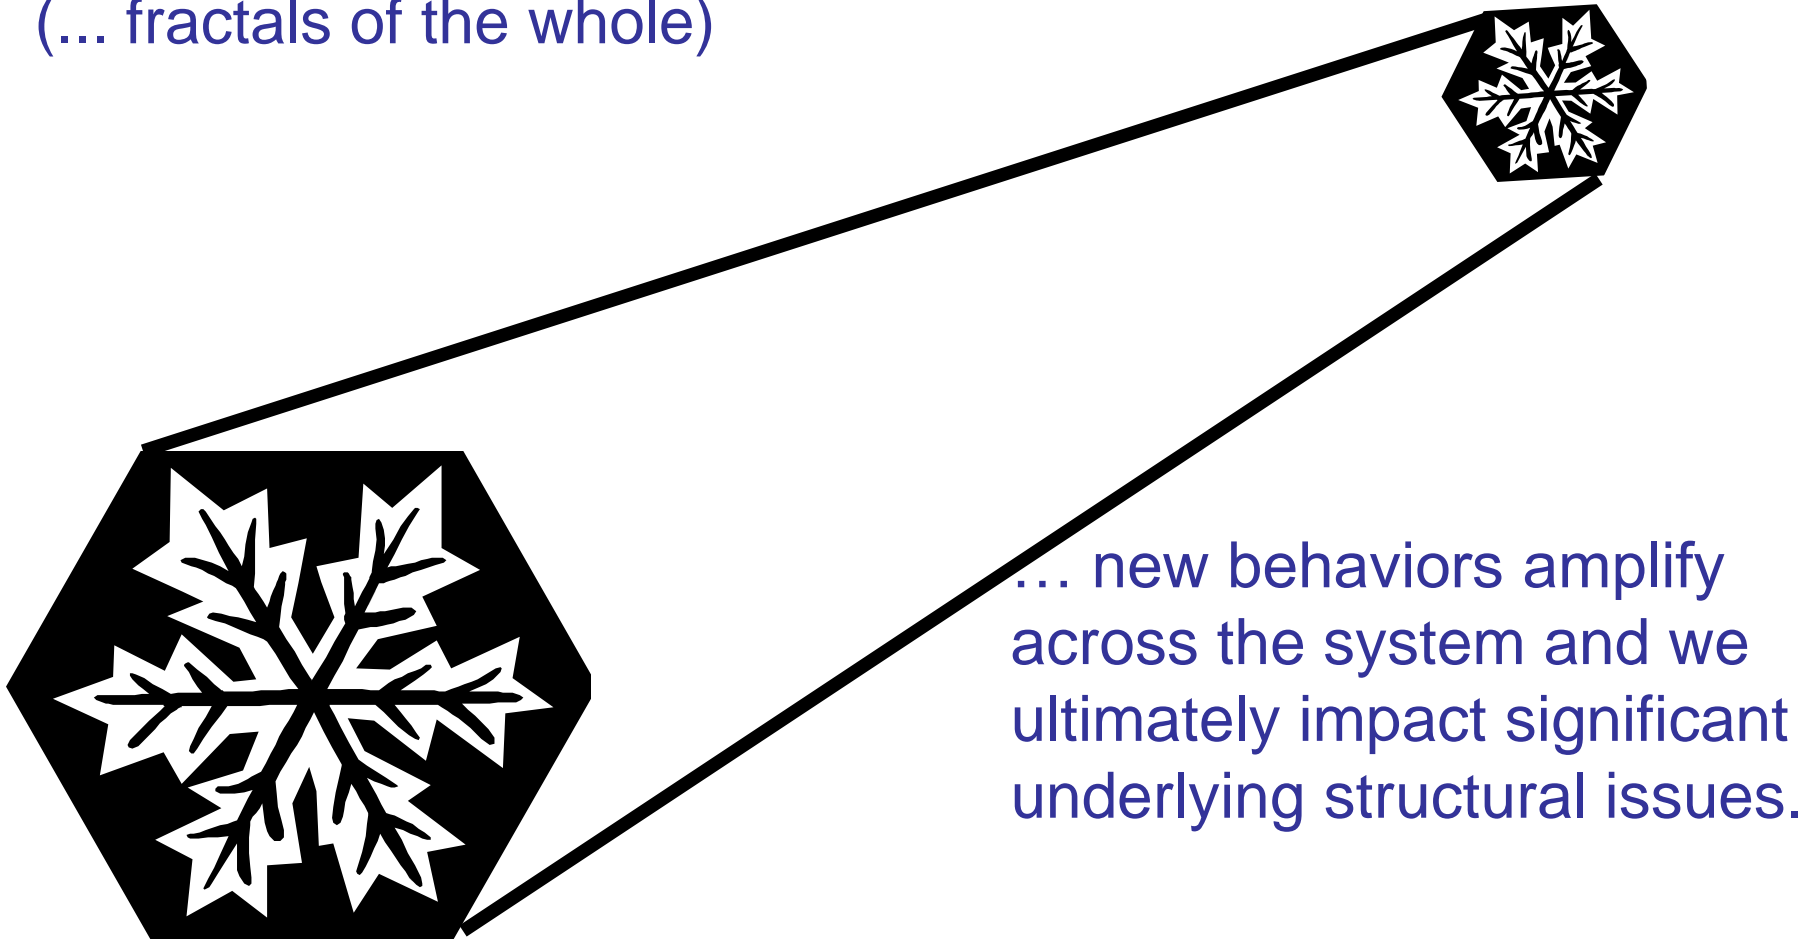 (... fractals of the whole)
… new behaviors amplify
across the system and we
ultimately impact significant
underlying structural issues.